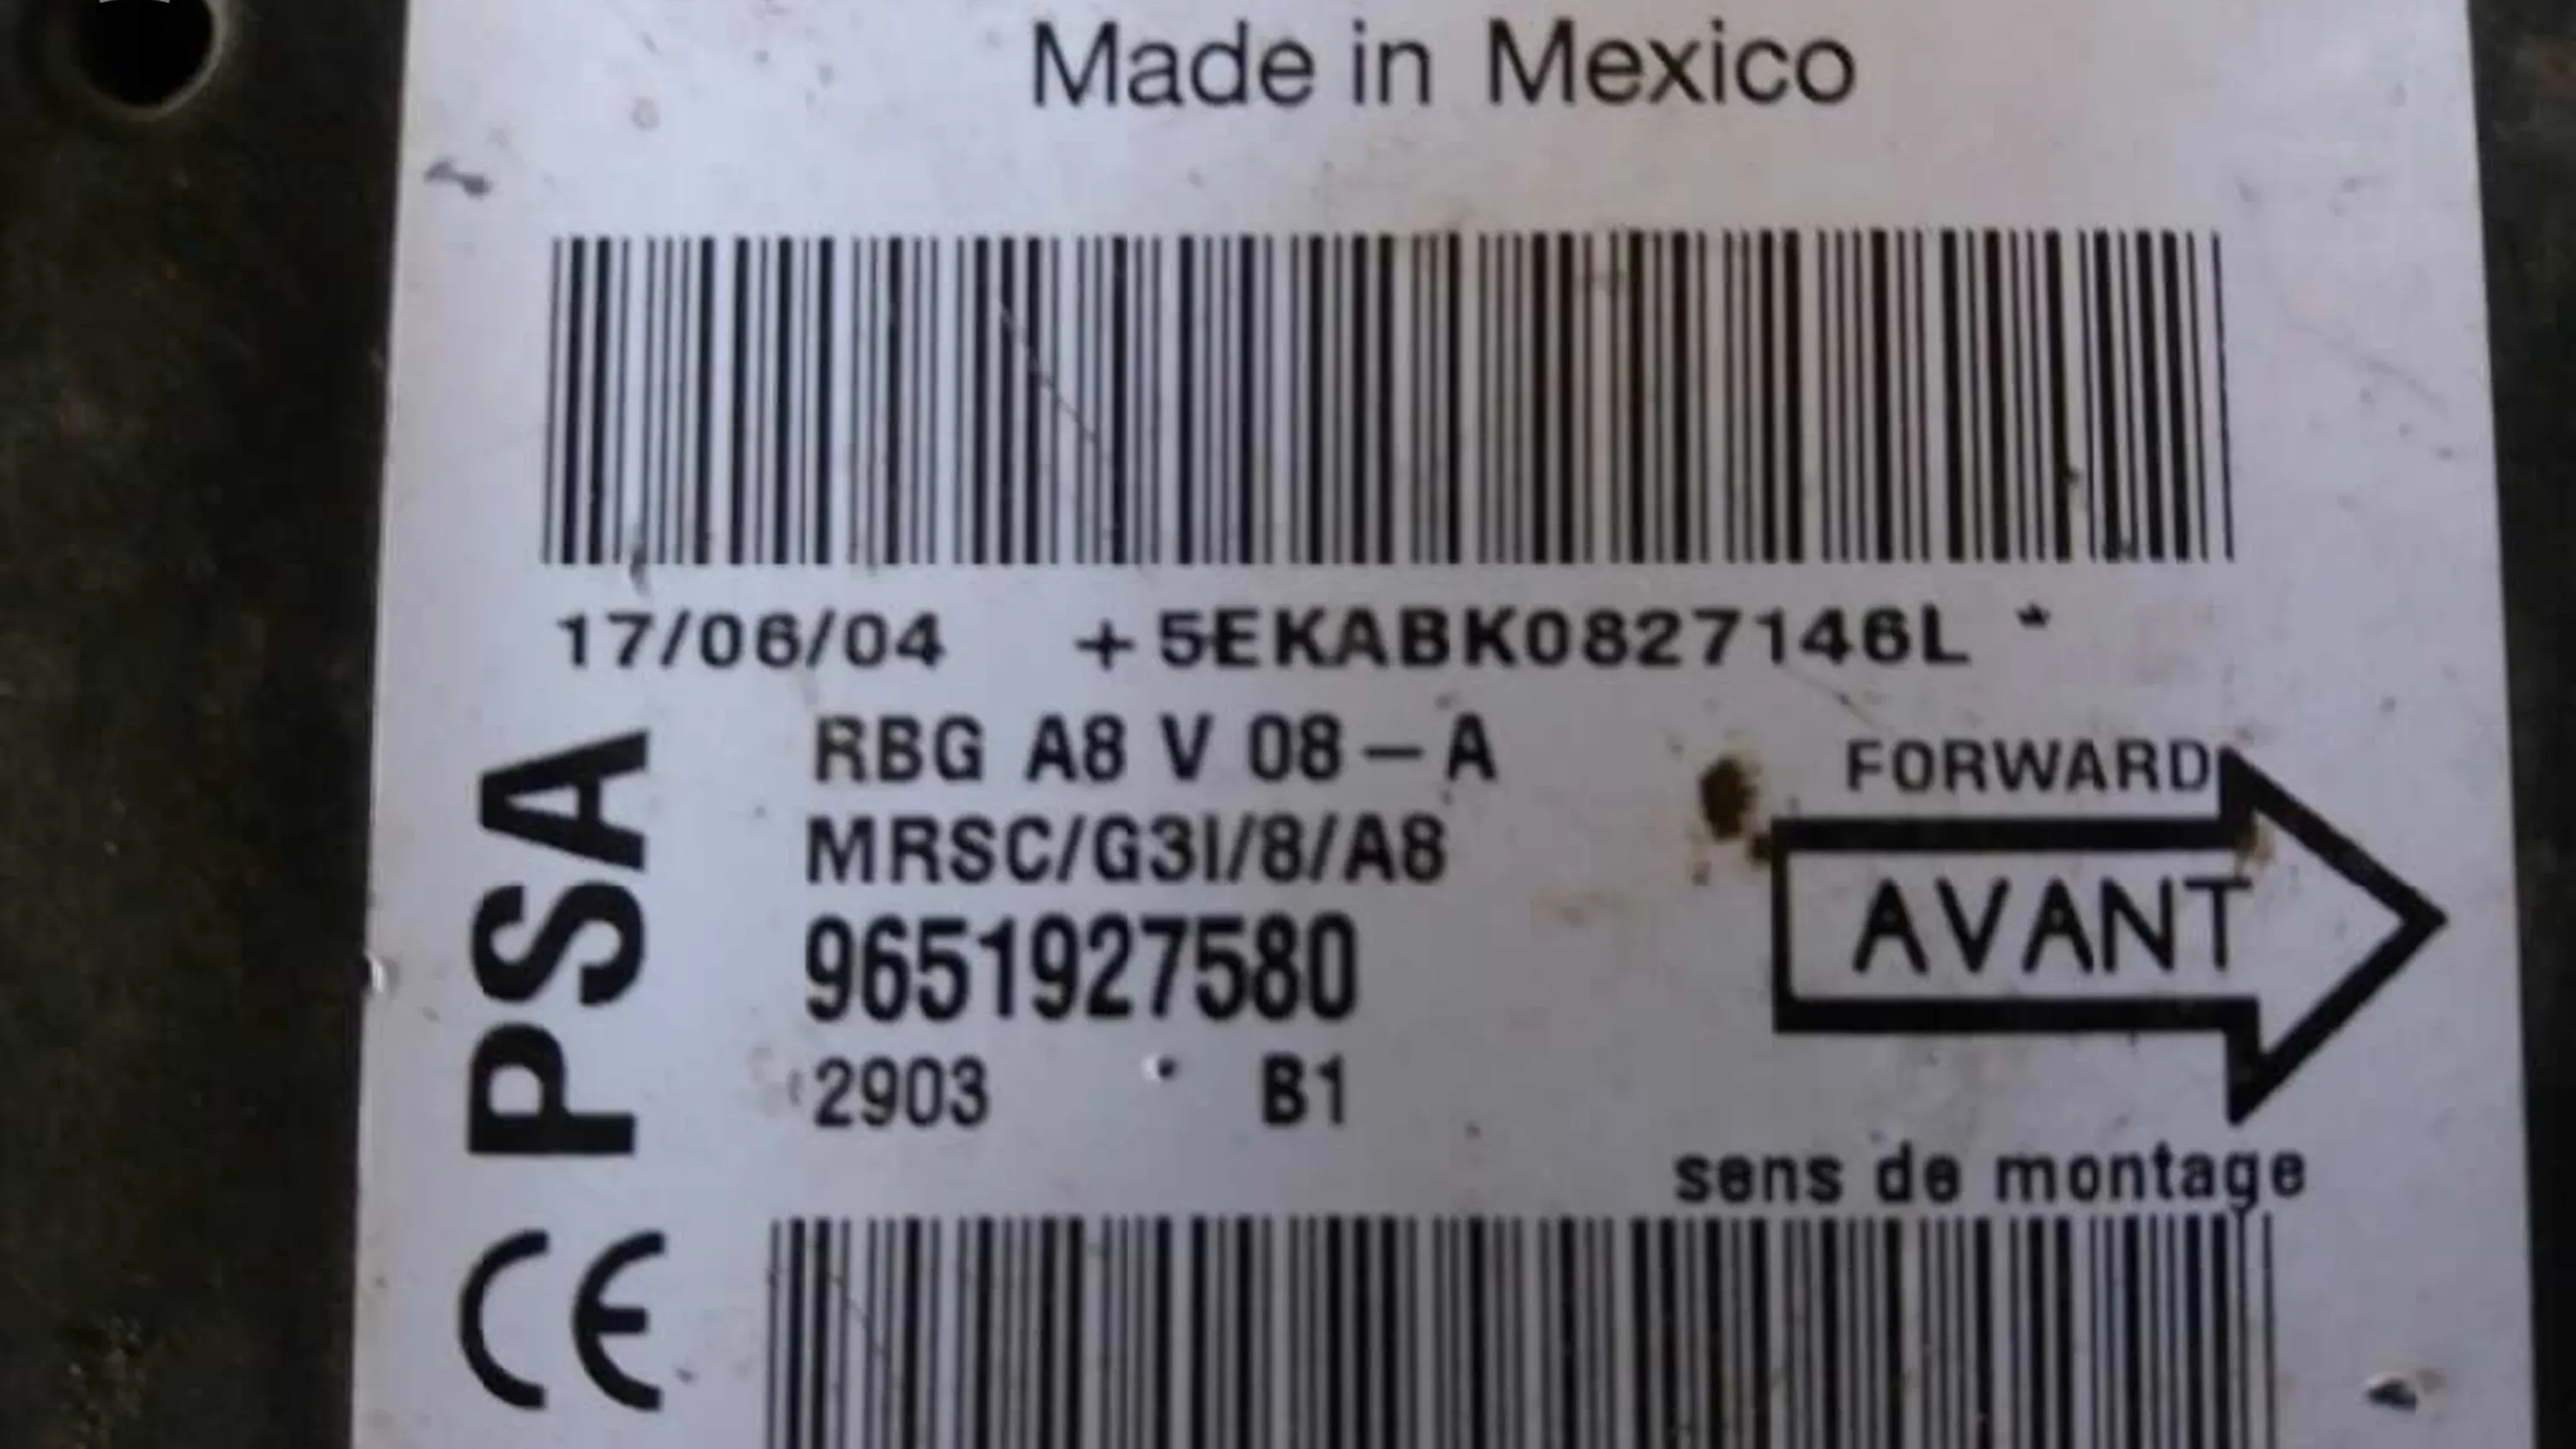 Made in Mexico
17/06/04 +5EKABK0827146L *
RBG A8 V 08-A
MRSC/G3I/8/A8
9651927580
2903 B1
PSA
CE
FORWARD
AVANT
sens de montage